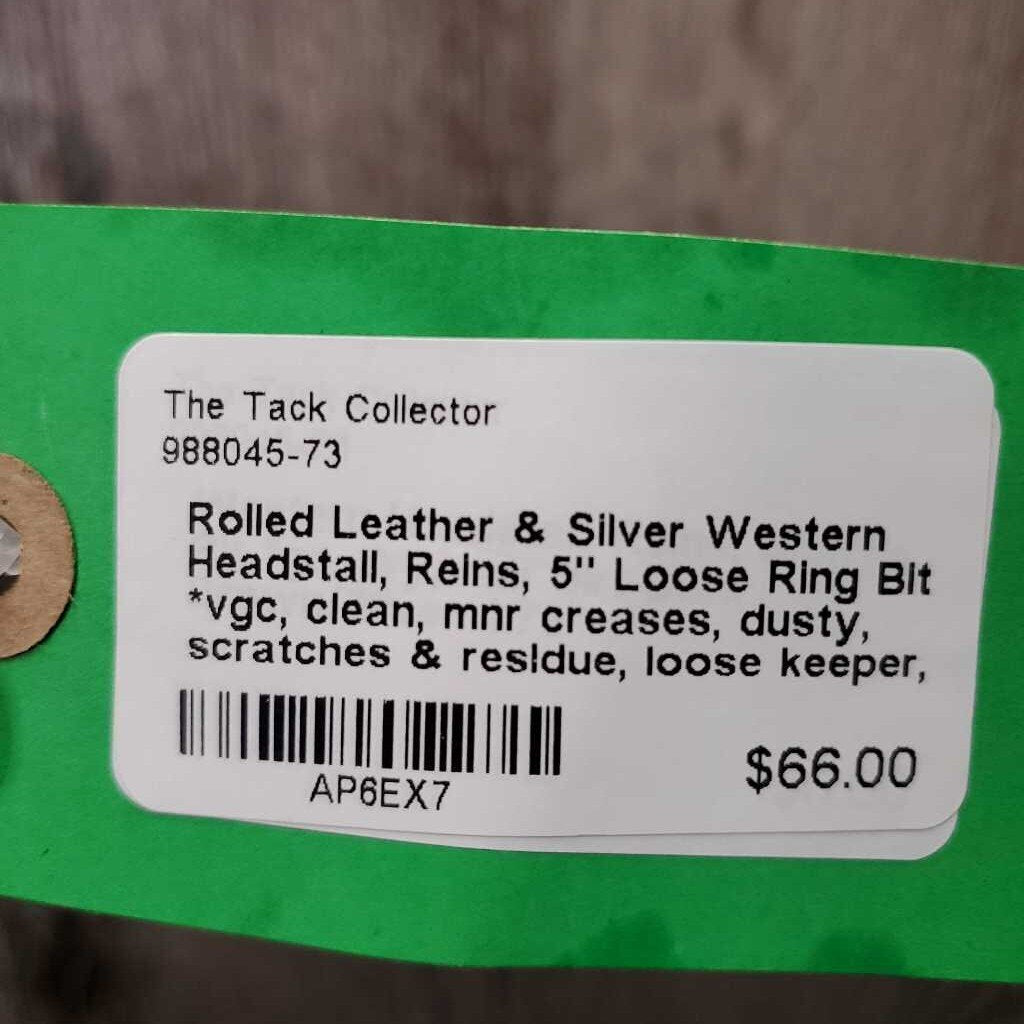 The Tack Collector
988045-73
Rolled Leather & Silver Western
Headstall, Reins, 5" Loose Ring Bit
*vgc, clean, mnr creases, dusty,
scratches & residue, loose keeper,
AP6EX7
$66.00